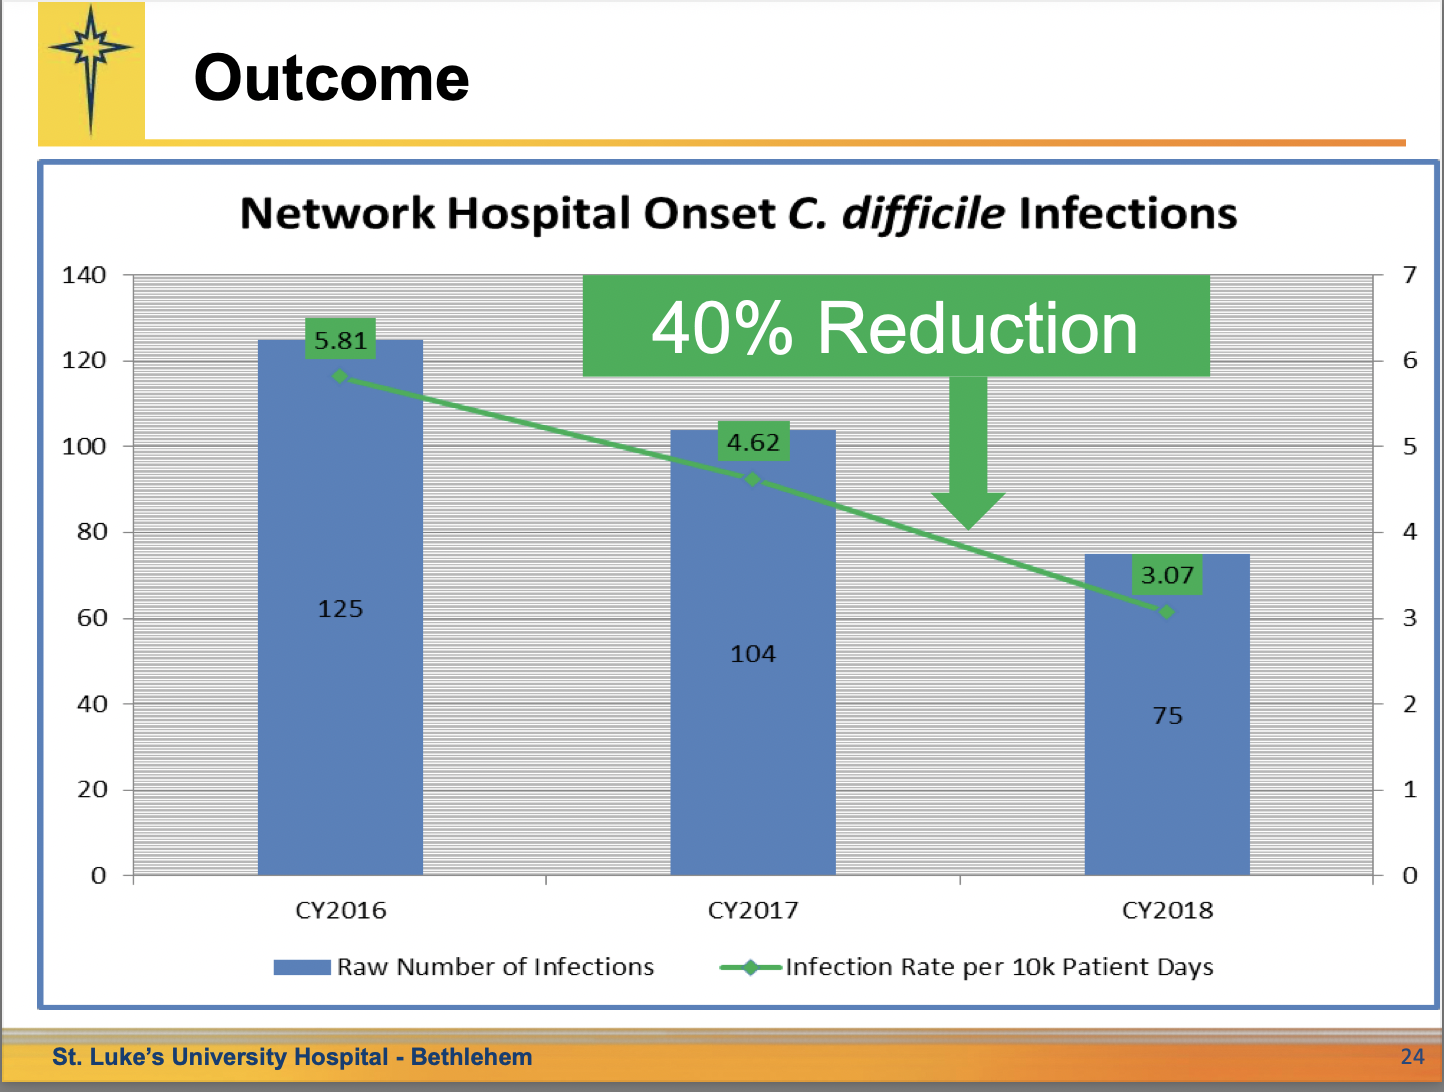 Outcome
Network Hospital Onset C. difficile Infections
40% Reduction
140
120
100
80
60
40
20
0
7
6
5
4
3
2
1
0
5.81
4.62
3.07
125
104
75
CY2016
CY2017
CY2018
Raw Number of Infections
Infection Rate per 10k Patient Days
St. Luke’s University Hospital - Bethlehem
24